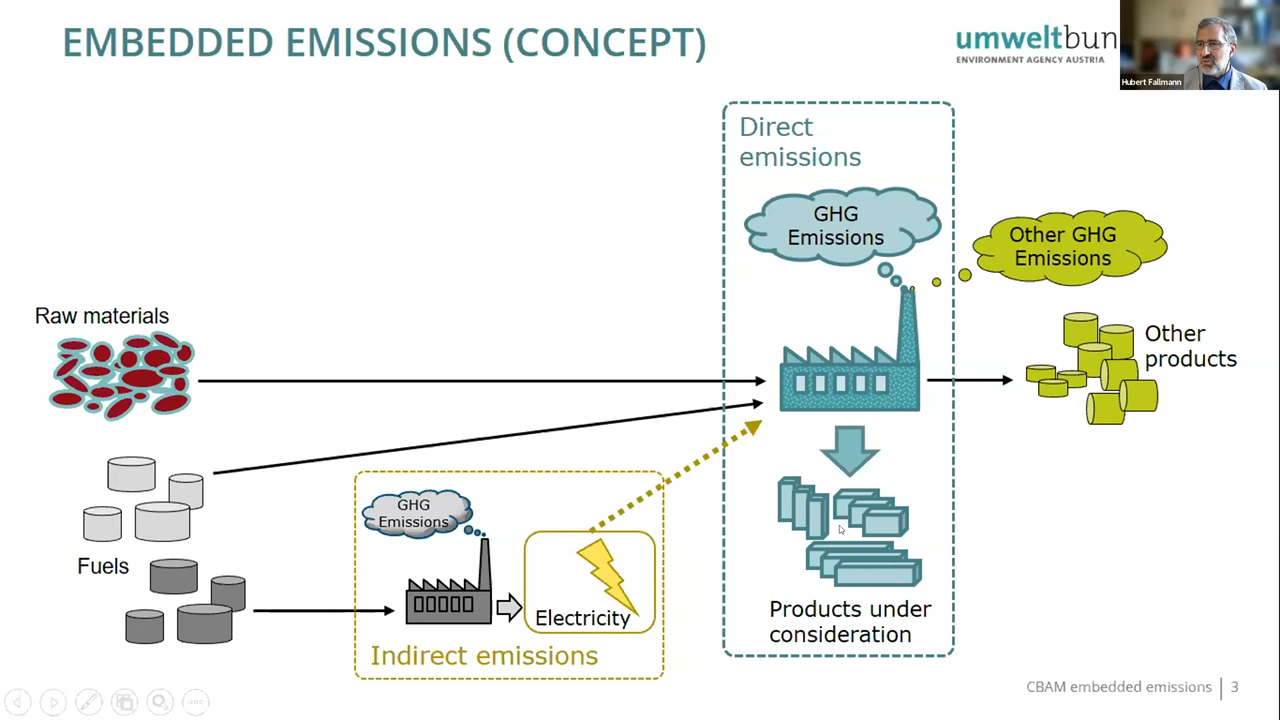 EMBEDDED EMISSIONS (CONCEPT)
umweltbun
ENVIRONMENT AGENCY AUSTRIA
Hubert Fallmann
Direct
emissions
GHG
Emissions
Other GHG
Emissions
Raw materials
Other
products
Fuels
GHG
Emissions
Electricity
Indirect emissions
Products under
consideration
CBAM embedded emissions
3